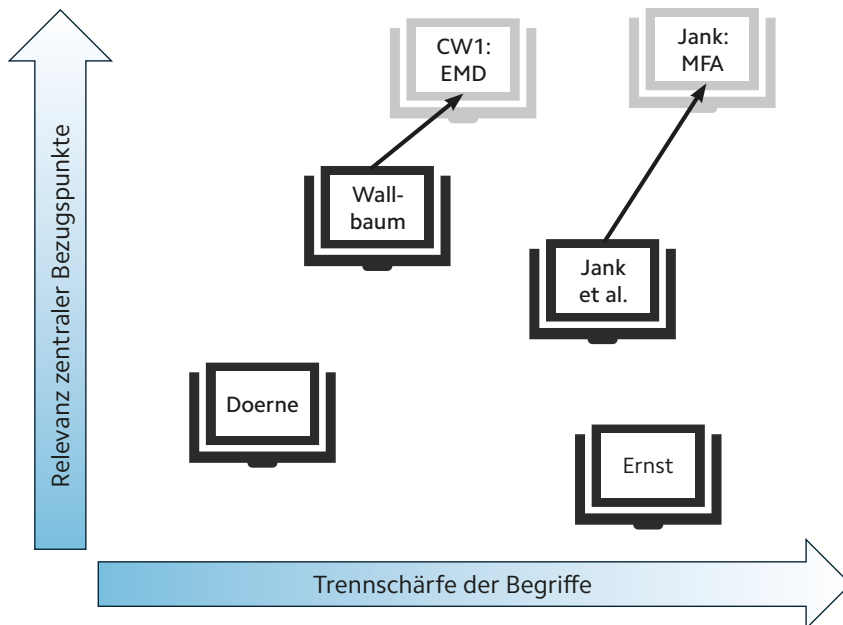 CW1:
EMD
Jank:
MFA
Wall-
baum
Jank
et al.
Doerne
Ernst
Relevanz zentraler Bezugspunkte
Trennschärfe der Begriffe